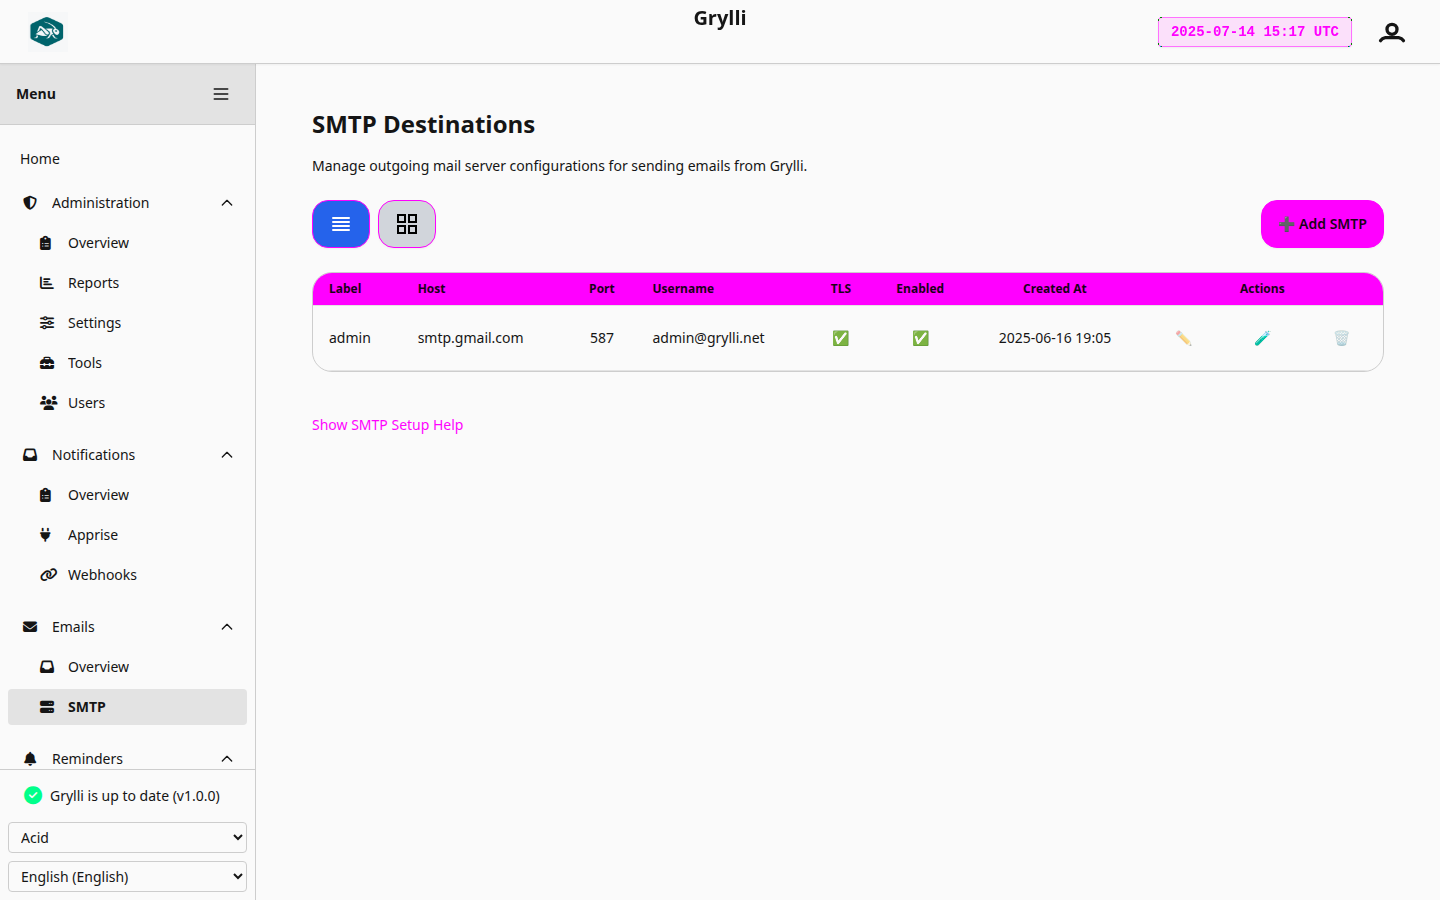 Grylli
2025-07-14 15:17 UTC
Menu
Home
Administration
Overview
Reports
Settings
Tools
Users
Notifications
Overview
Apprise
Webhooks
Emails
Overview
SMTP
Reminders
Grylli is up to date (v1.0.0)
Acid
English (English)
SMTP Destinations
Manage outgoing mail server configurations for sending emails from Grylli.
➕ Add SMTP
Label Host Port Username TLS Enabled Created At Actions
admin smtp.gmail.com 587 admin@grylli.net ✅ ✅ 2025-06-16 19:05
Show SMTP Setup Help